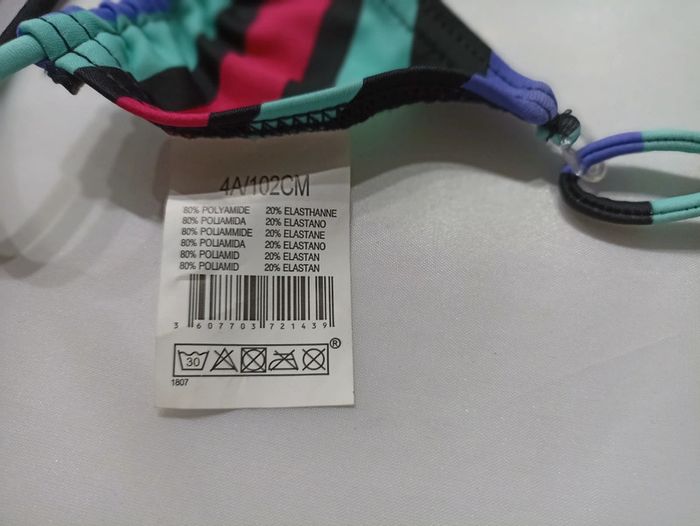 4A/102CM
80% POLYAMIDE 20% ELASTHANNE
80% POLIAMIDA 20% ELASTANO
80% POLIAMMIDE 20% ELASTANE
80% POLIAMIDA 20% ELASTANO
80% POLIAMID 20% ELASTAN
80% POLIAMID 20% ELASTAN
3 607703 721439
30 ®
1807